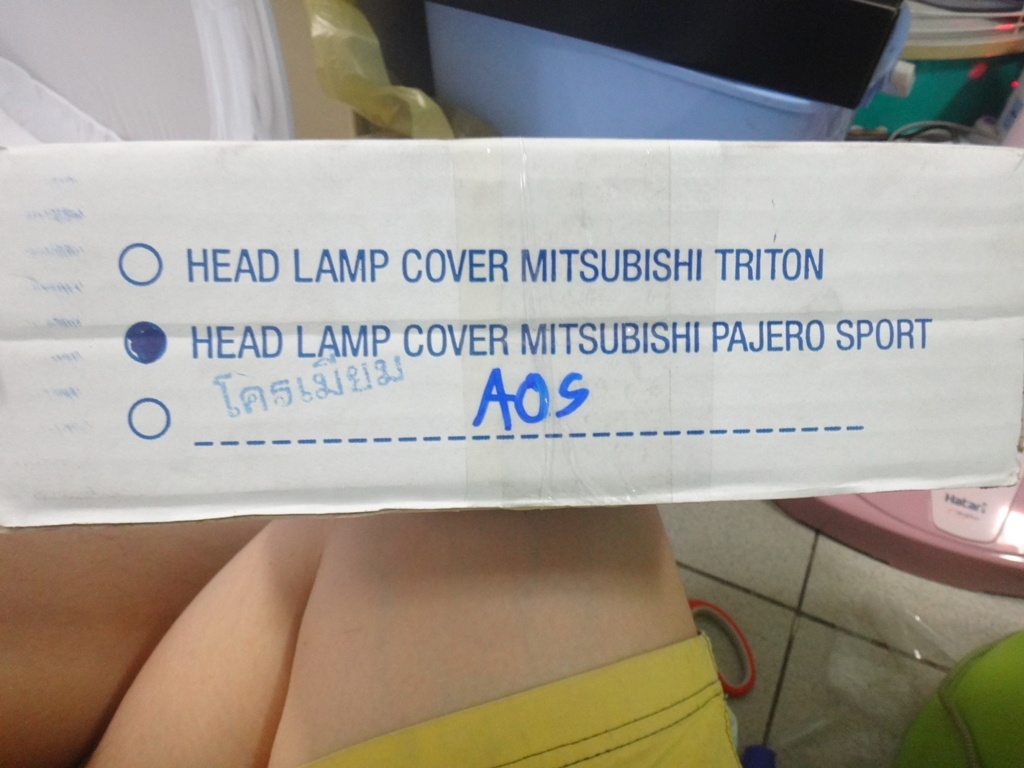 HEAD LAMP COVER MITSUBISHI TRITON
HEAD LAMP COVER MITSUBISHI PAJERO SPORT
โครเมียม
AOS
Hatari